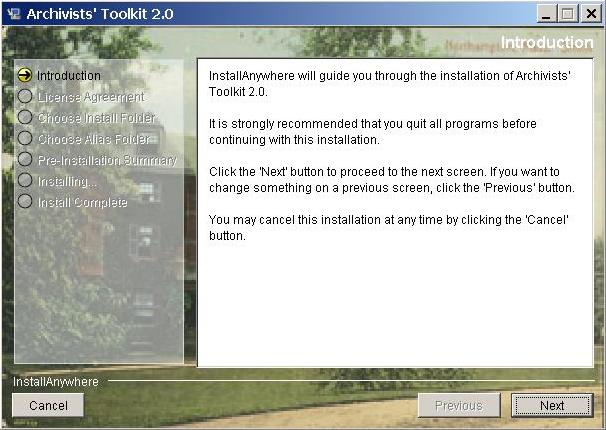 Archivists' Toolkit 2.0
Introduction
Introduction
License Agreement
Choose Install Folder
Choose Alias Folder
Pre-Installation Summary
Installing...
Install Complete
InstallAnywhere will guide you through the installation of Archivists'
Toolkit 2.0.
It is strongly recommended that you quit all programs before
continuing with this installation.
Click the 'Next' button to proceed to the next screen. If you want to
change something on a previous screen, click the 'Previous' button.
You may cancel this installation at any time by clicking the 'Cancel'
button.
InstallAnywhere
Cancel
Previous
Next